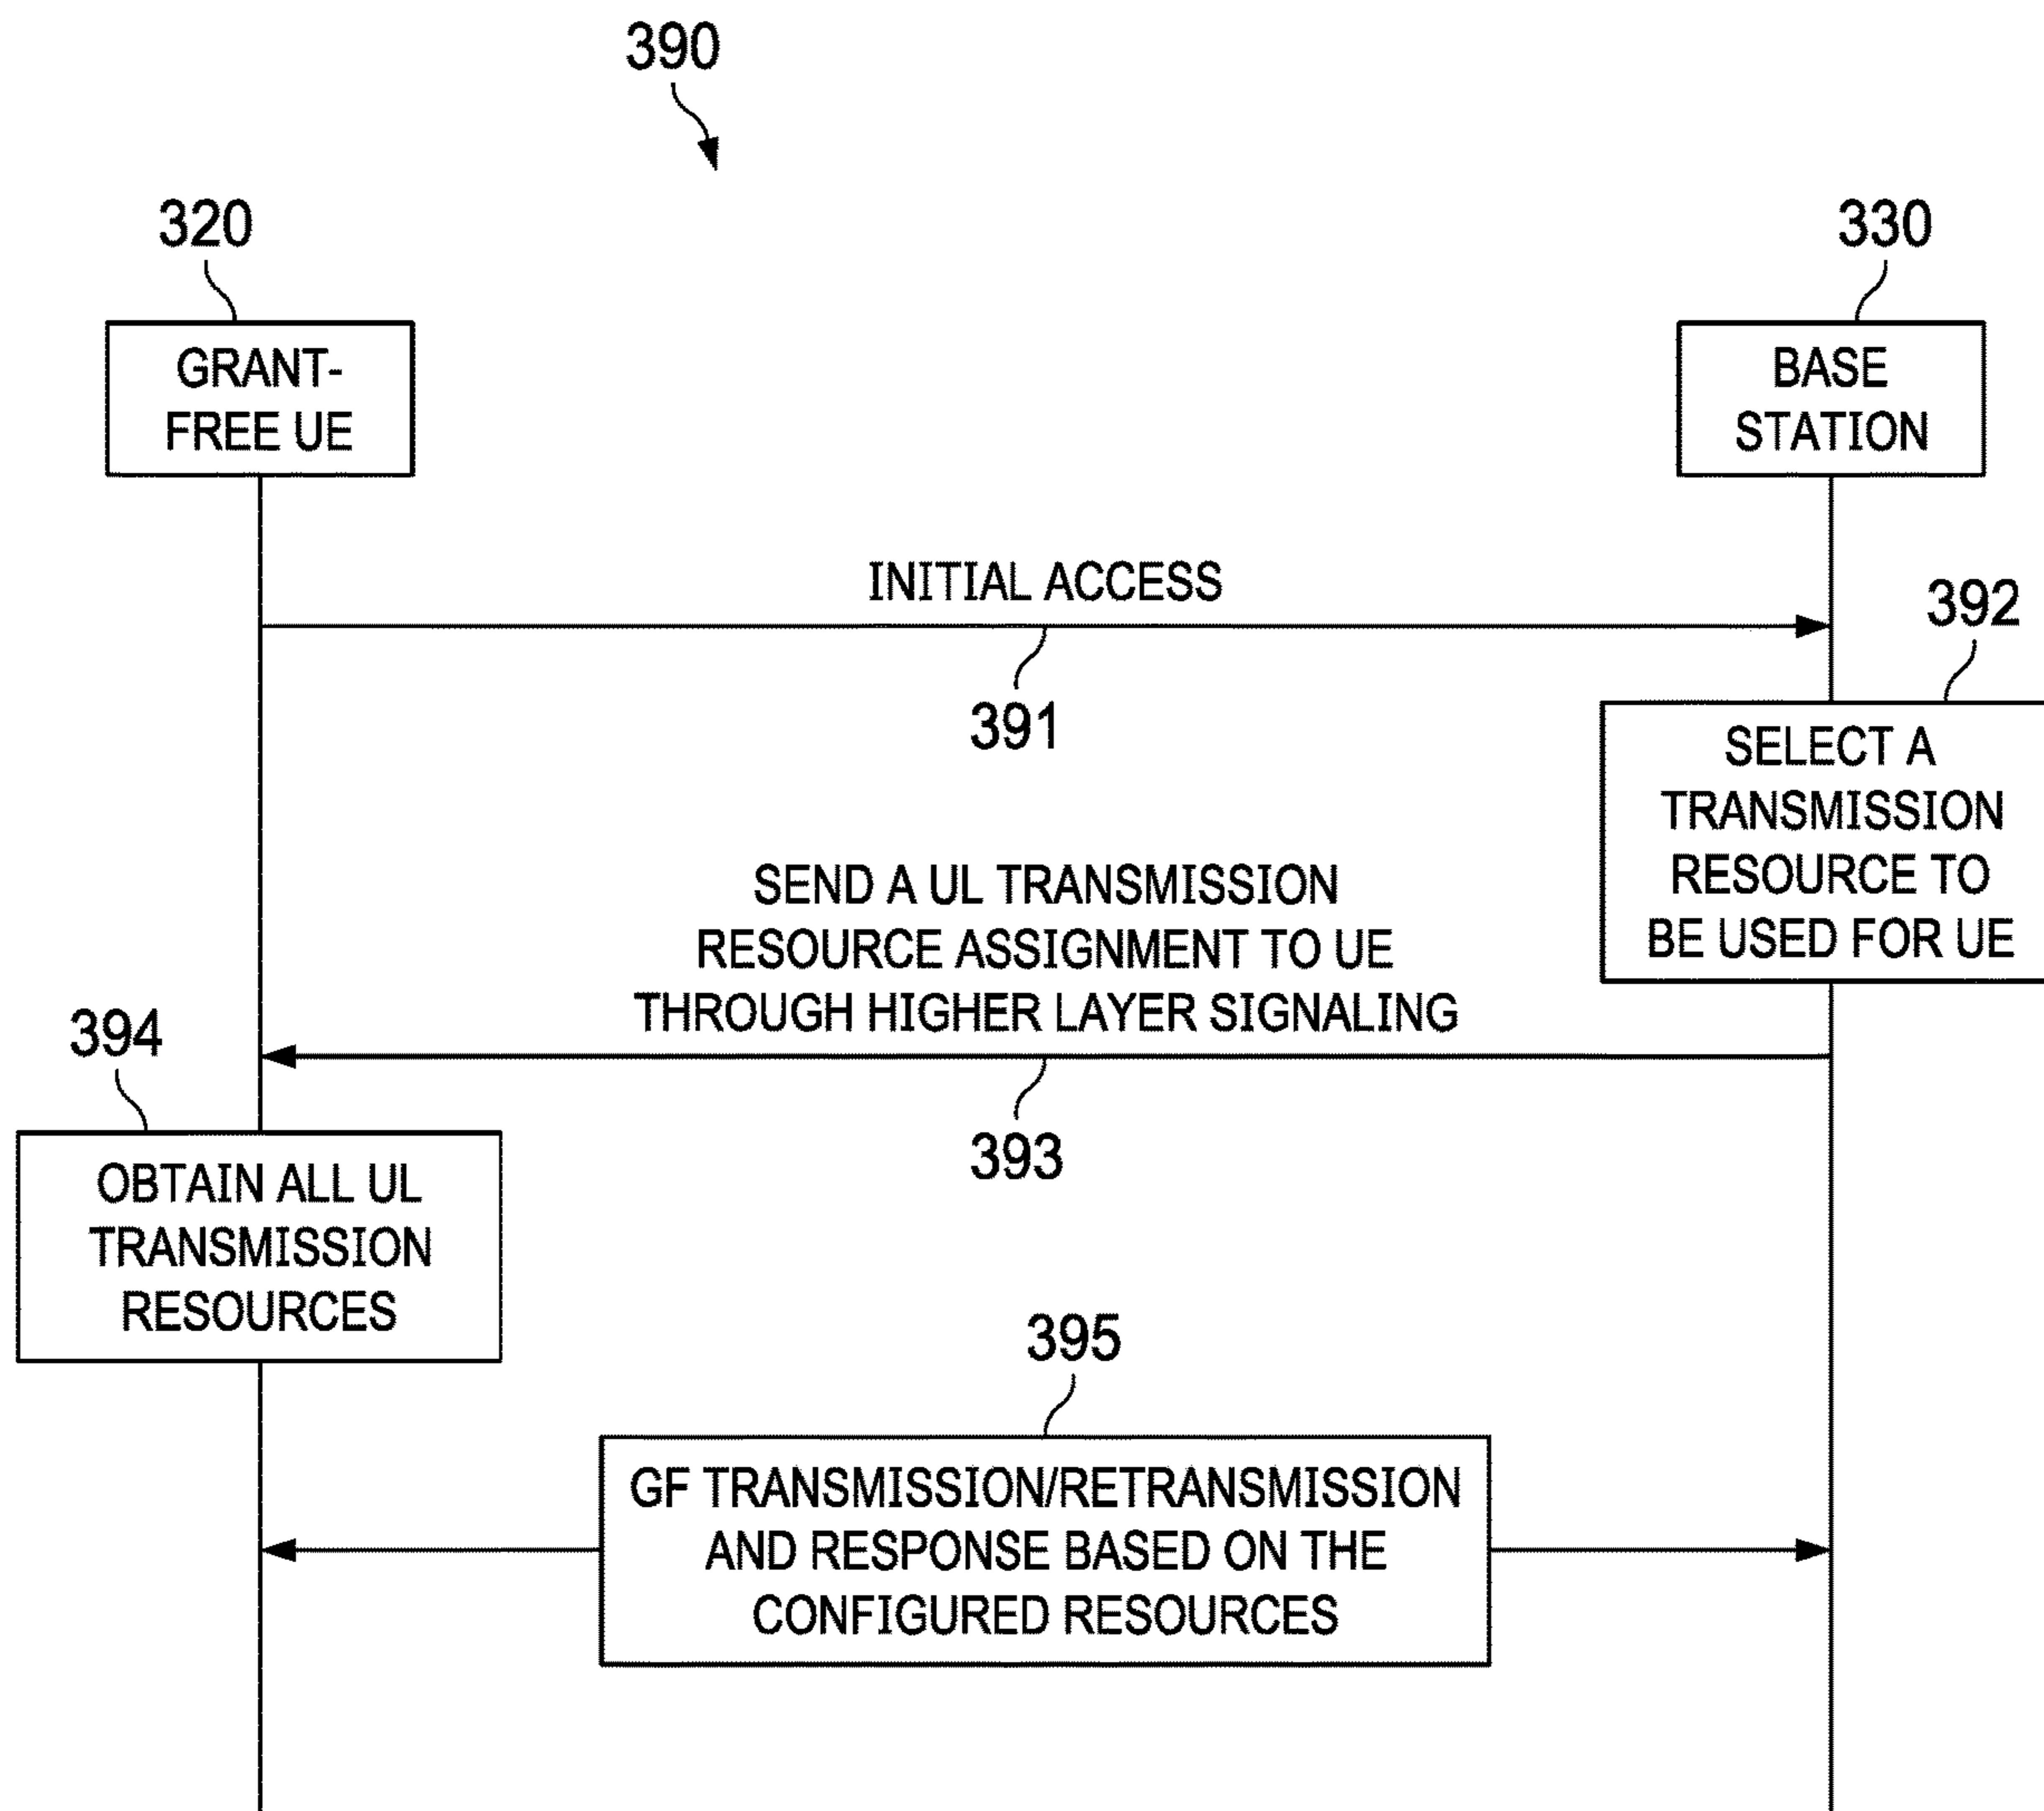 390
320
330
GRANT-
FREE UE
BASE
STATION
INITIAL ACCESS
391
392
SELECT A
TRANSMISSION
RESOURCE TO
BE USED FOR UE
SEND A UL TRANSMISSION
RESOURCE ASSIGNMENT TO UE
THROUGH HIGHER LAYER SIGNALING
393
394
OBTAIN ALL UL
TRANSMISSION
RESOURCES
395
GF TRANSMISSION/RETRANSMISSION
AND RESPONSE BASED ON THE
CONFIGURED RESOURCES